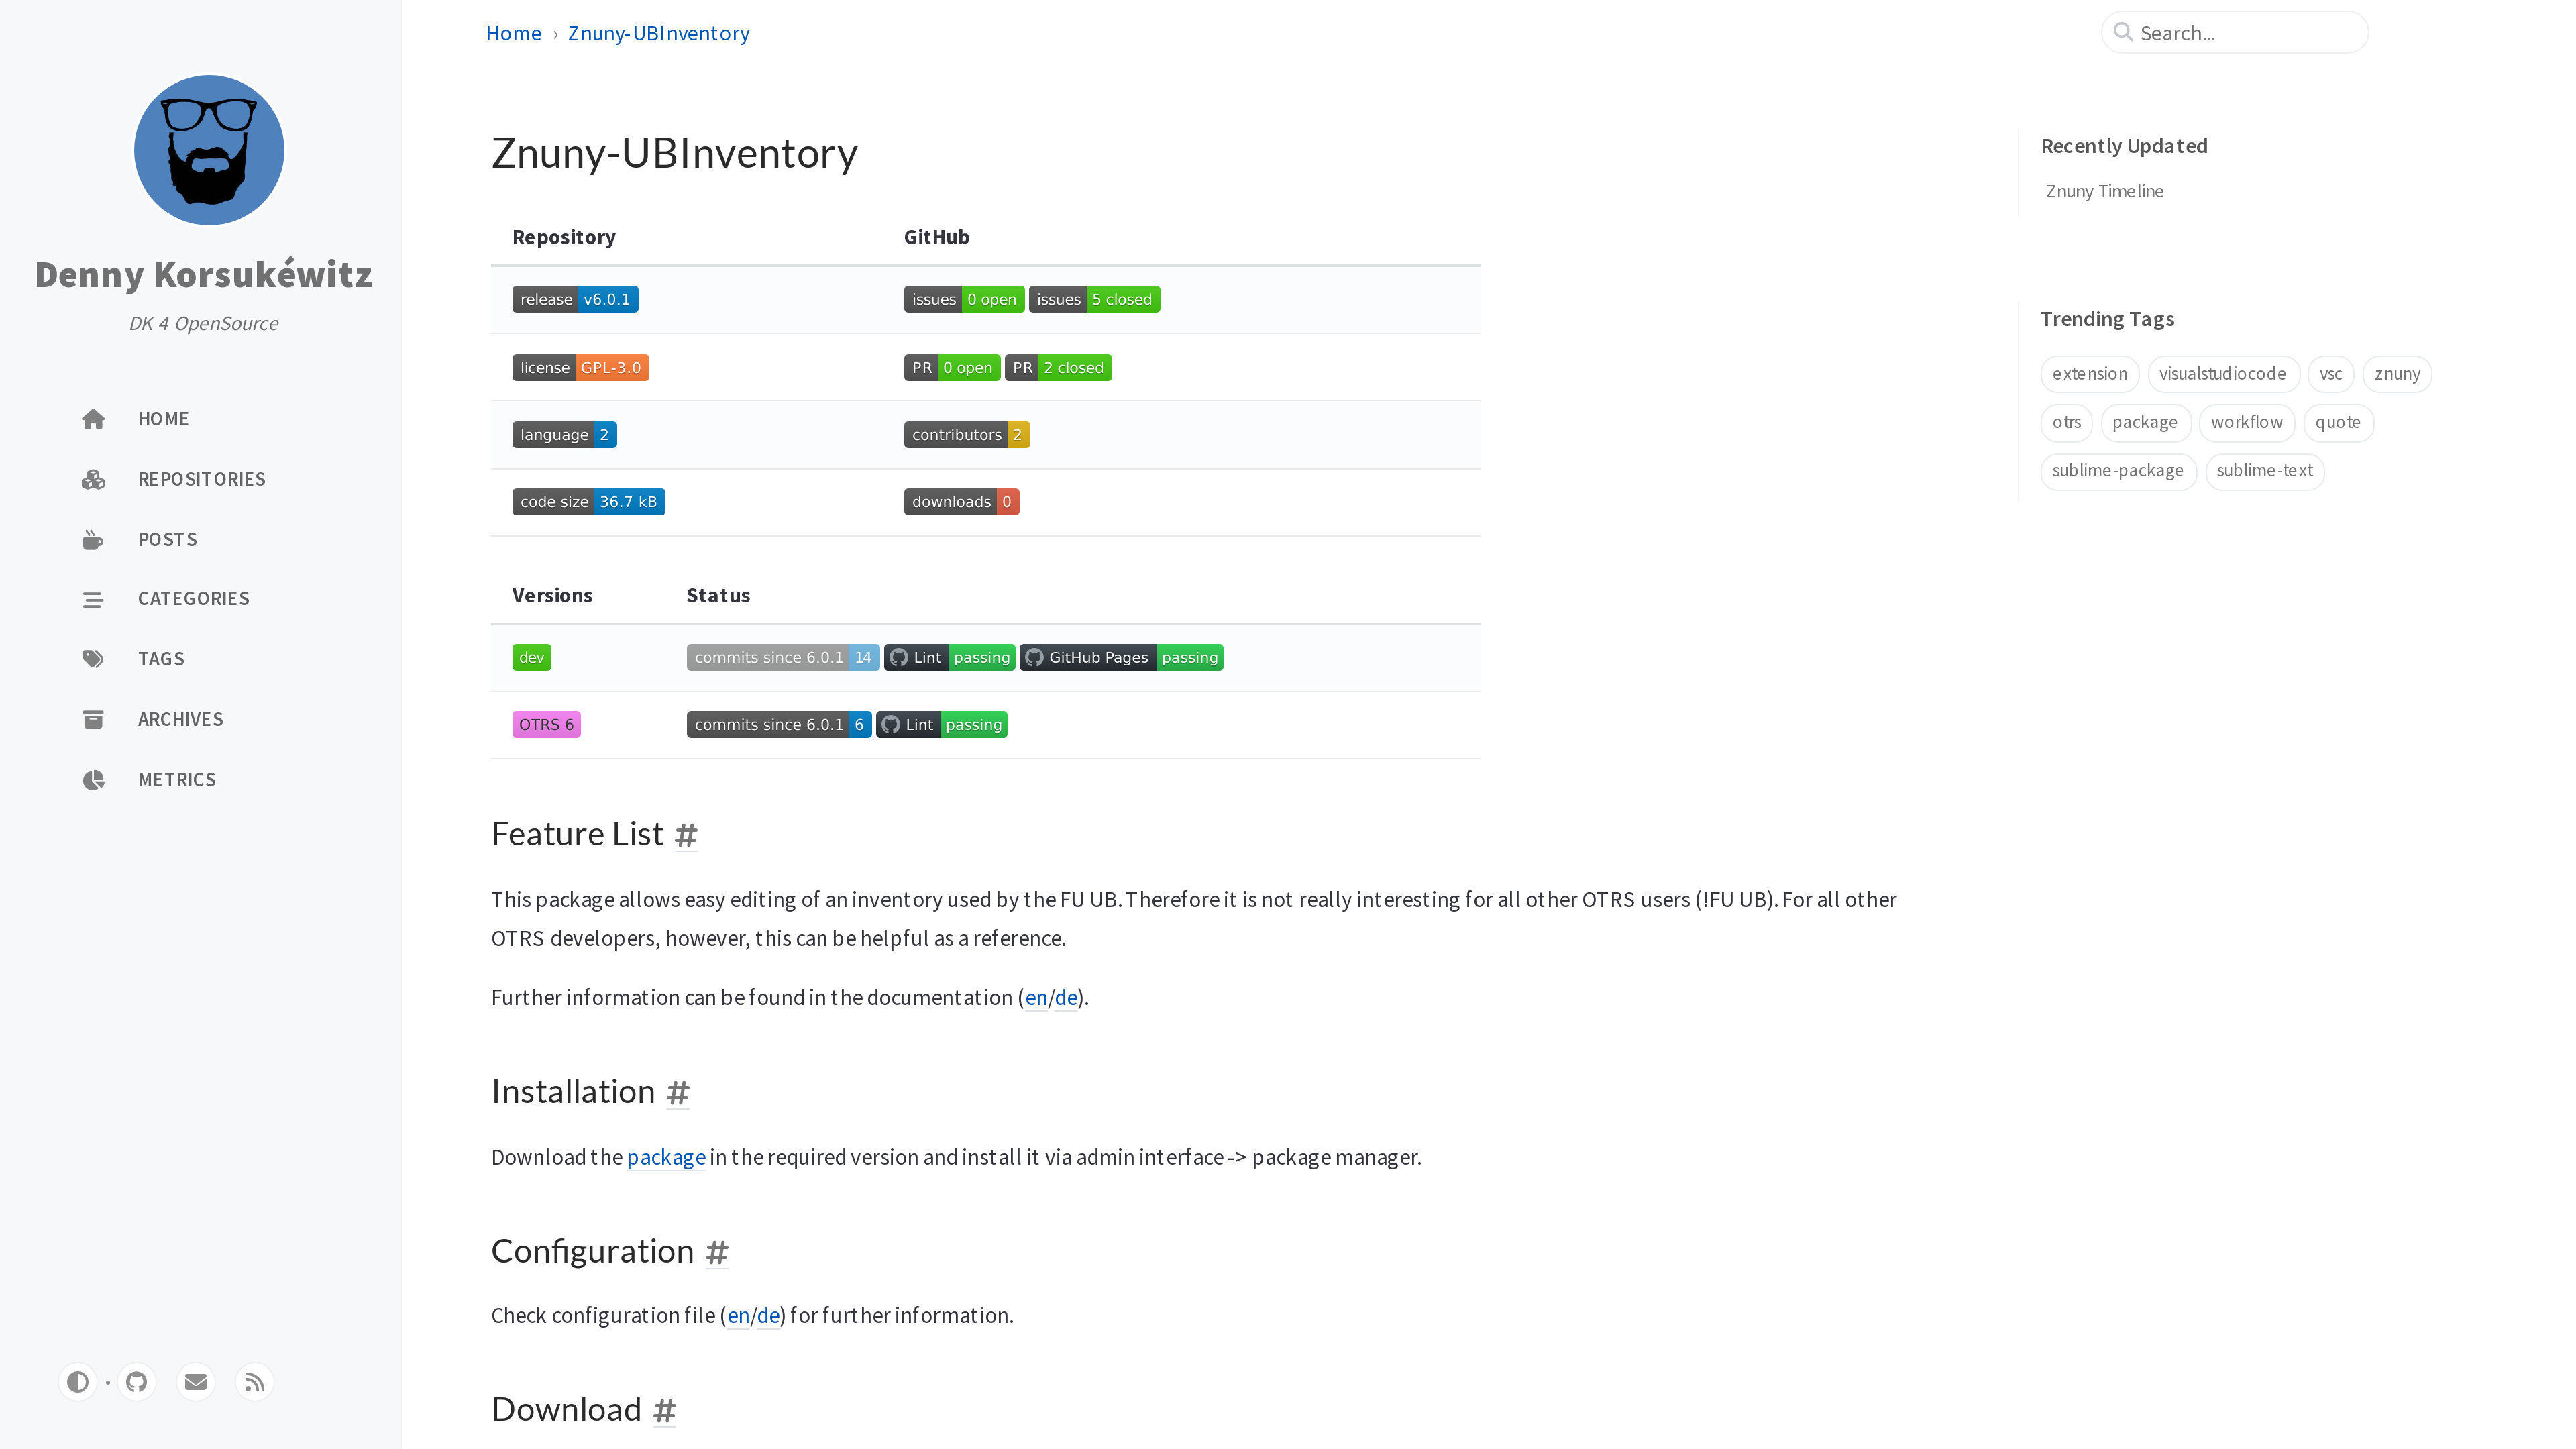 Denny Korsukéwitz
DK 4 OpenSource
HOME
REPOSITORIES
POSTS
CATEGORIES
TAGS
ARCHIVES
METRICS
Home › Znuny-UBInventory
Search...
Znuny-UBInventory
Repository GitHub
release v6.0.1 issues 0 open issues 5 closed
license GPL-3.0 PR 0 open PR 2 closed
language 2 contributors 2
code size 36.7 kB downloads 0
Versions Status
dev commits since 6.0.1 14 Lint passing GitHub Pages passing
OTRS 6 commits since 6.0.1 6 Lint passing
Feature List #
This package allows easy editing of an inventory used by the FU UB. Therefore it is not really interesting for all other OTRS users (!FU UB). For all other
OTRS developers, however, this can be helpful as a reference.
Further information can be found in the documentation (en/de).
Installation #
Download the package in the required version and install it via admin interface -> package manager.
Configuration #
Check configuration file (en/de) for further information.
Download #
Recently Updated
Znuny Timeline
Trending Tags
extension visualstudiocode vsc znuny
otrs package workflow quote
sublime-package sublime-text